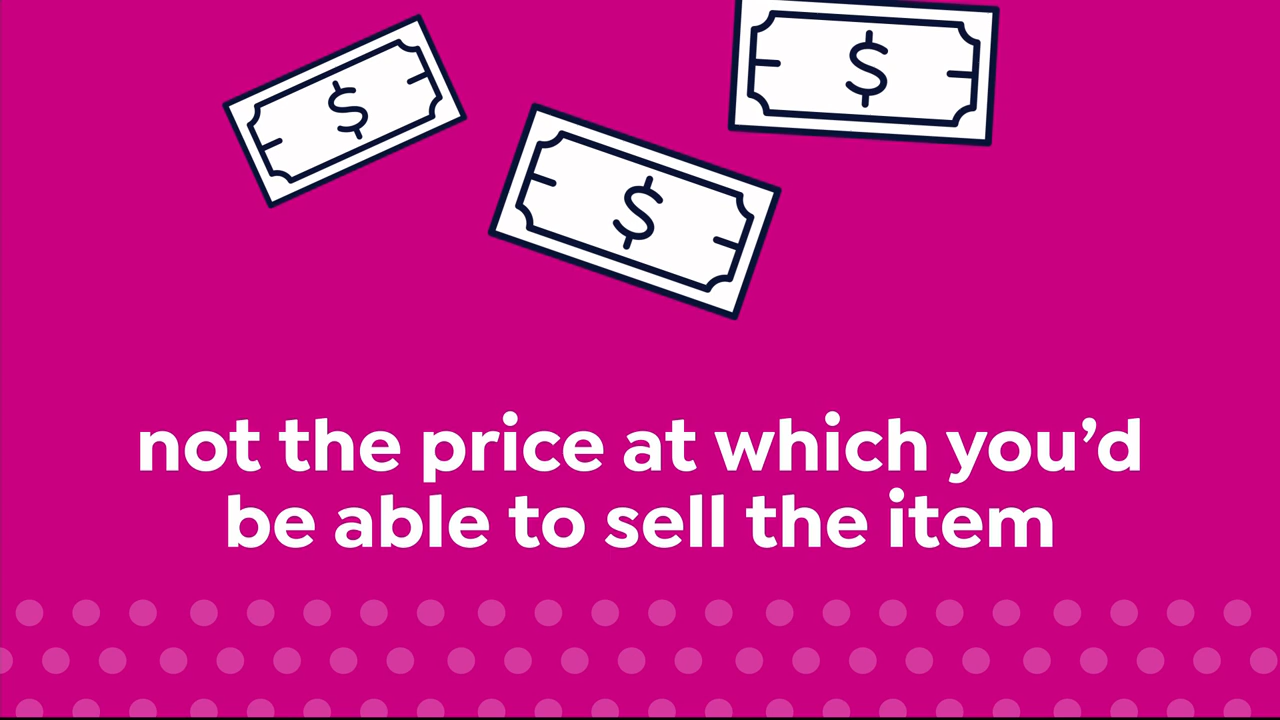 $
$
$
not the price at which you’d
be able to sell the item